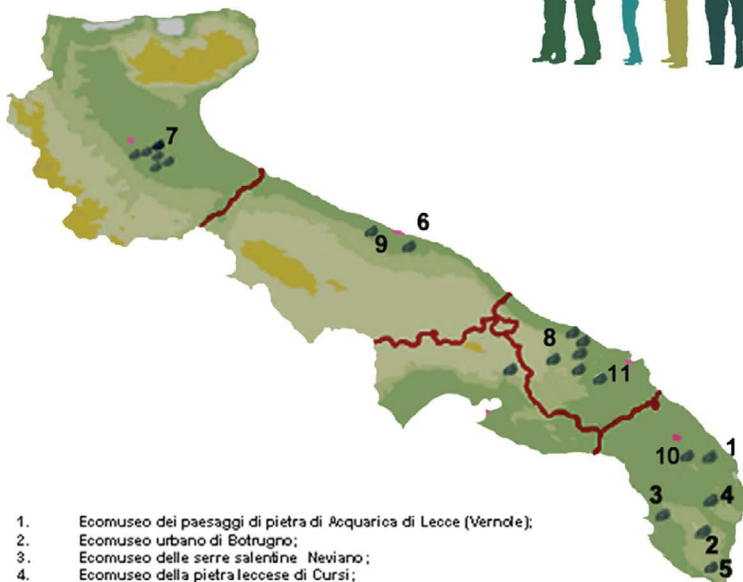 7
6
9
8
11
10
1
3
4
2
5
1. Ecomuseo dei paesaggi di pietra di Acquarica di Lecce (Vernole);
2. Ecomuseo urbano di Botrugno;
3. Ecomuseo delle serre salentine Neviano;
4. Ecomuseo della pietra leccese di Cursi;